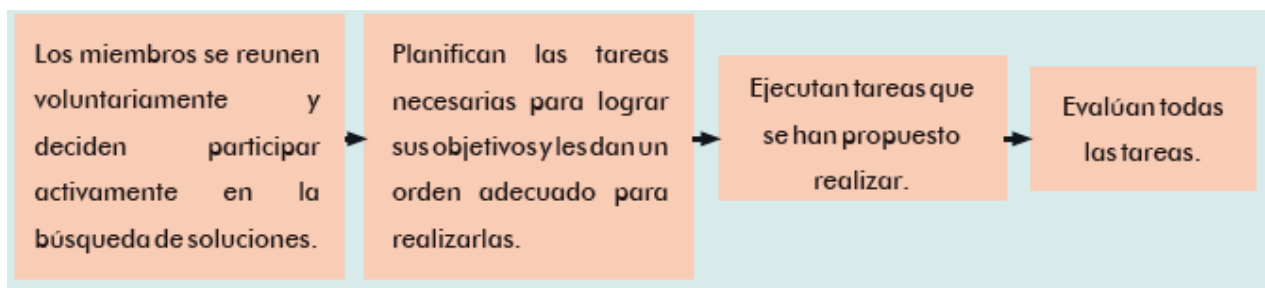 Los miembros se reunen
voluntariamente y
deciden participar
activamente en la
búsqueda de soluciones.
Planifican las tareas
necesarias para lograr
sus objetivos y les dan un
orden adecuado para
realizarlas.
Ejecutan tareas que
se han propuesto
realizar.
Evalúan todas
las tareas.